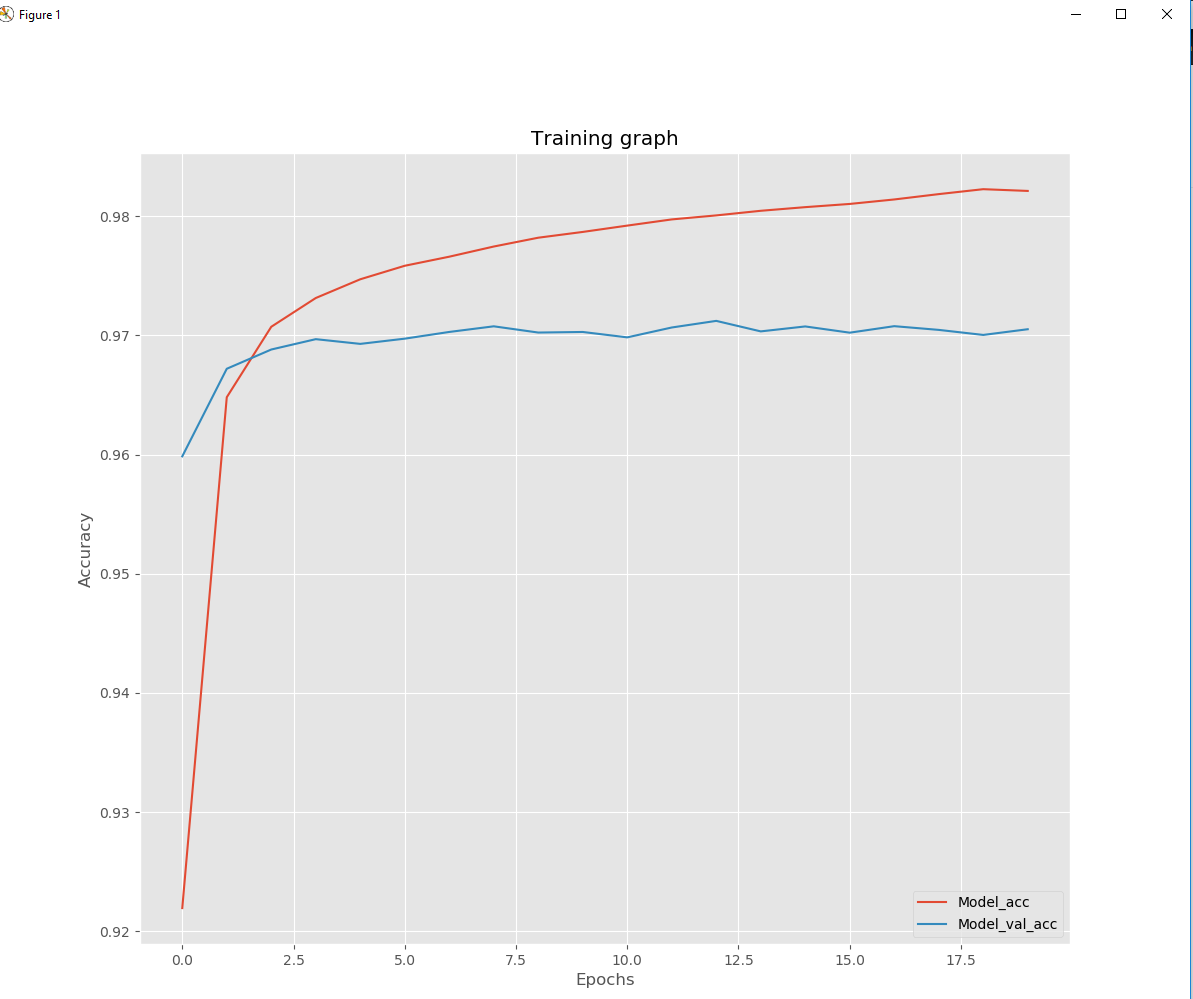 Figure 1
Training graph
0.98
0.97
0.96
0.95
0.94
0.93
0.92
Accuracy
0.0 2.5 5.0 7.5 10.0 12.5 15.0 17.5
Epochs
Model_acc
Model_val_acc